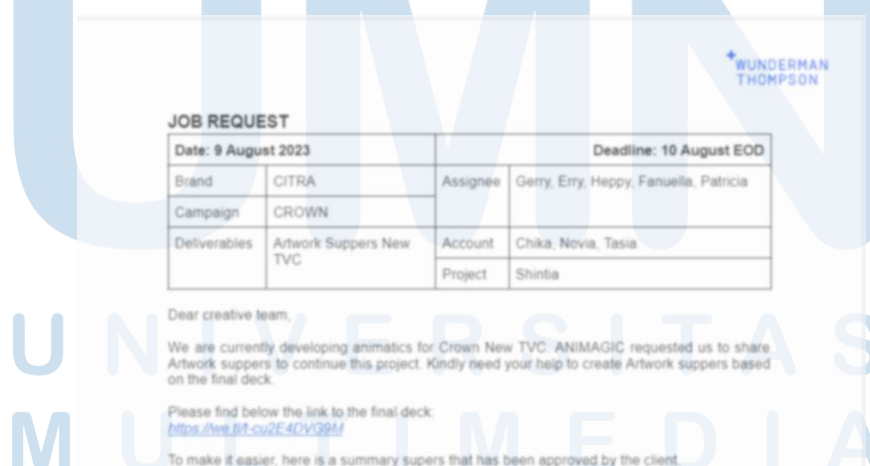 UMN
WUNDERMAN
THOMPSON
JOB REQUEST
Date: 9 August 2023 Deadline: 10 August EOD
Brand CITRA Assignee Gerry, Erry, Heppy, Fanuella, Patricia
Campaign CROWN
Deliverables Artwork Suppers New Account Chika, Novia, Tasia
TVC
Project Shintia
Dear creative team,
We are currently developing animatics for Crown New TVC. ANIMAGIC requested us to share
Artwork suppers to continue this project. Kindly need your help to create Artwork suppers based
on the final deck.
Please find below the link to the final deck:
https://we.tl/t-cu2E4DVG9M
To make it easier, here is a summary supers that has been approved by the client.
UNIVERSITAS
MULTIMEDIA